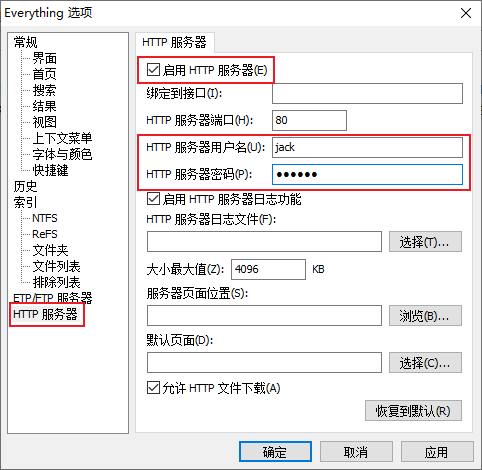 Everything 选项
常规
界面
首页
搜索
结果
视图
上下文菜单
字体与颜色
快捷键
历史
索引
NTFS
ReFS
文件夹
文件列表
排除列表
ETP/FTP 服务器
HTTP 服务器
HTTP 服务器
启用 HTTP 服务器(E)
绑定到接口(I):
HTTP 服务器端口(H): 80
HTTP 服务器用户名(U): jack
HTTP 服务器密码(P): ●●●●●●
启用 HTTP 服务器日志功能
HTTP 服务器日志文件(F):
选择(T)...
大小最大值(Z): 4096 KB
服务器页面位置(S):
浏览(B)...
默认页面(D):
选择(C)...
允许 HTTP 文件下载(A)
恢复到默认(R)
确定 取消 应用